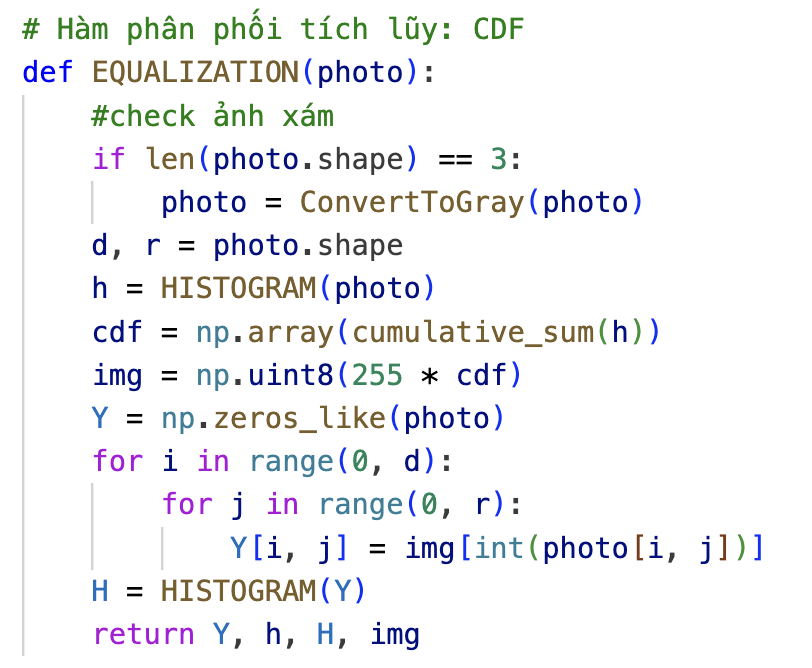 # Hàm phân phối tích lũy: CDF
def EQUALIZATION(photo):
    #check ảnh xám
    if len(photo.shape) == 3:
        photo = ConvertToGray(photo)
    d, r = photo.shape
    h = HISTOGRAM(photo)
    cdf = np.array(cumulative_sum(h))
    img = np.uint8(255 * cdf)
    Y = np.zeros_like(photo)
    for i in range(0, d):
        for j in range(0, r):
            Y[i, j] = img[int(photo[i, j])]
    H = HISTOGRAM(Y)
    return Y, h, H, img